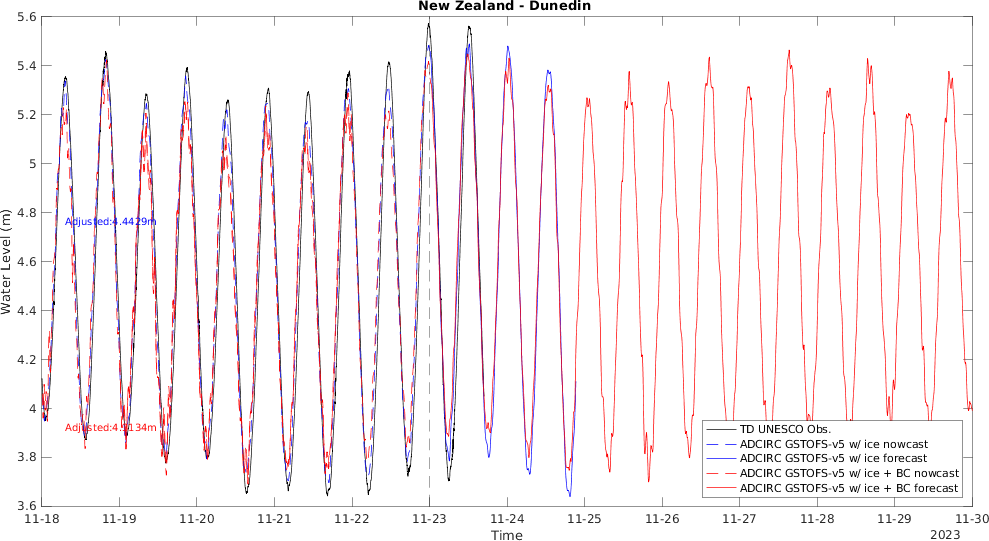 New Zealand - Dunedin
5.6
5.4
5.2
5
4.8
4.6
4.4
4.2
4
3.8
3.6
Water Level (m)
Adjusted:4.4429m
TD UNESCO Obs.
ADCIRC GSTOFS-v5 w/ ice nowcast
ADCIRC GSTOFS-v5 w/ ice forecast
ADCIRC GSTOFS-v5 w/ ice + BC nowcast
ADCIRC GSTOFS-v5 w/ ice + BC forecast
11-18 11-19 11-20 11-21 11-22 11-23 11-24 11-25 11-26 11-27 11-28 11-29 11-30
Time
2023